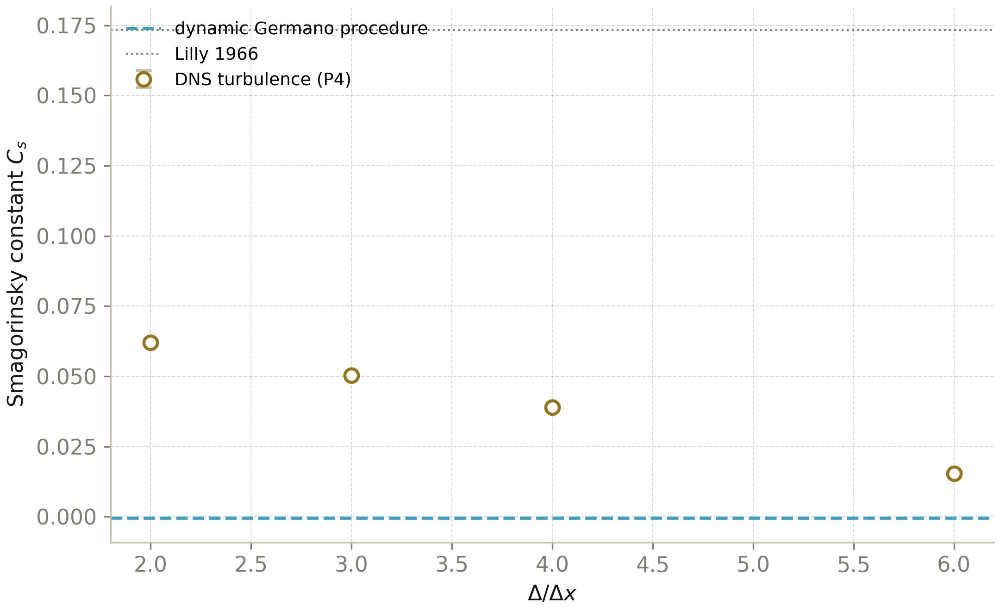 dynamic Germano procedure
Lilly 1966
DNS turbulence (P4)
0.175
0.150
0.125
0.100
0.075
0.050
0.025
0.000
Smagorinsky constant Cₛ
2.0 2.5 3.0 3.5 4.0 4.5 5.0 5.5 6.0
Δ/Δx